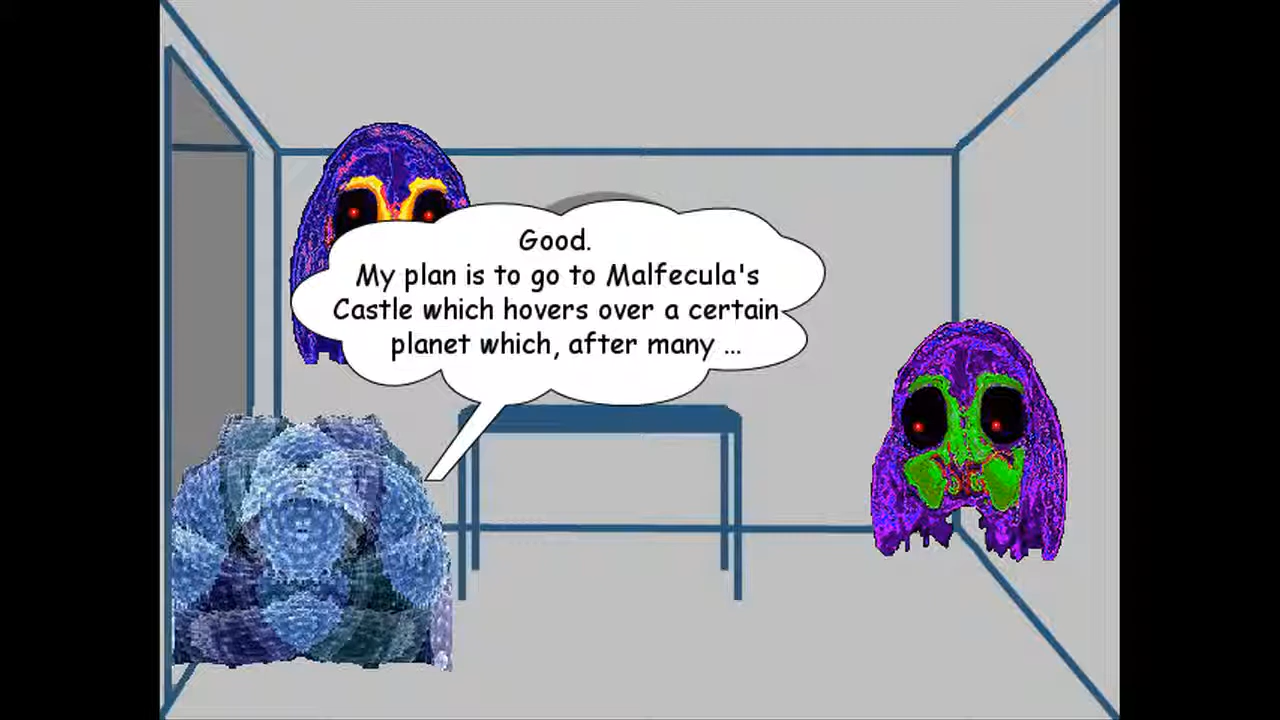 Good.
My plan is to go to Malfecula's
Castle which hovers over a certain
planet which, after many ...